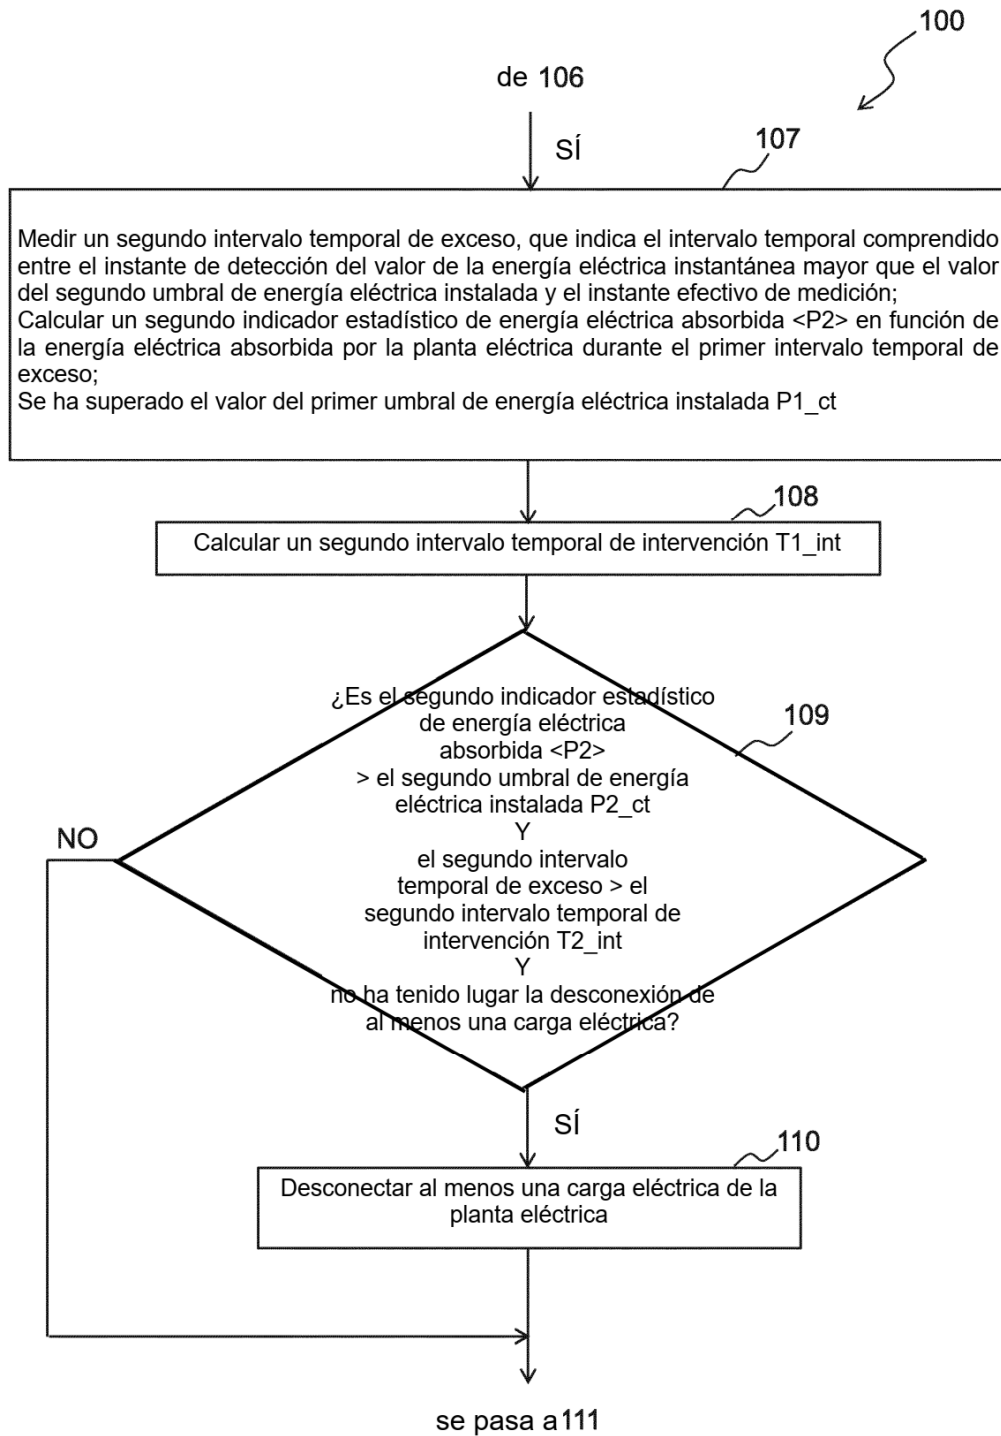 100
de 106
SÍ
107
Medir un segundo intervalo temporal de exceso, que indica el intervalo temporal comprendido
entre el instante de detección del valor de la energía eléctrica instantánea mayor que el valor
del segundo umbral de energía eléctrica instalada y el instante efectivo de medición;
Calcular un segundo indicador estadístico de energía eléctrica absorbida <P2> en función de
la energía eléctrica absorbida por la planta eléctrica durante el primer intervalo temporal de
exceso;
Se ha superado el valor del primer umbral de energía eléctrica instalada P1_ct
108
Calcular un segundo intervalo temporal de intervención T1_int
109
¿Es el segundo indicador estadístico
de energía eléctrica
absorbida <P2>
> el segundo umbral de energía
eléctrica instalada P2_ct
Y
el segundo intervalo
temporal de exceso > el
segundo intervalo temporal de
intervención T2_int
Y
no ha tenido lugar la desconexión de
al menos una carga eléctrica?
NO
SÍ
110
Desconectar al menos una carga eléctrica de la
planta eléctrica
se pasa a 111